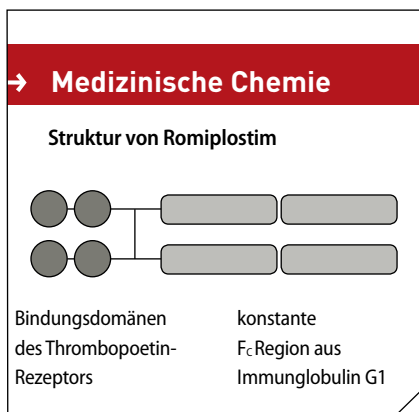 → Medizinische Chemie
Struktur von Romiplostim
Bindungsdomänen
des Thrombopoetin-
Rezeptors
konstante
Fc Region aus
Immunglobulin G1